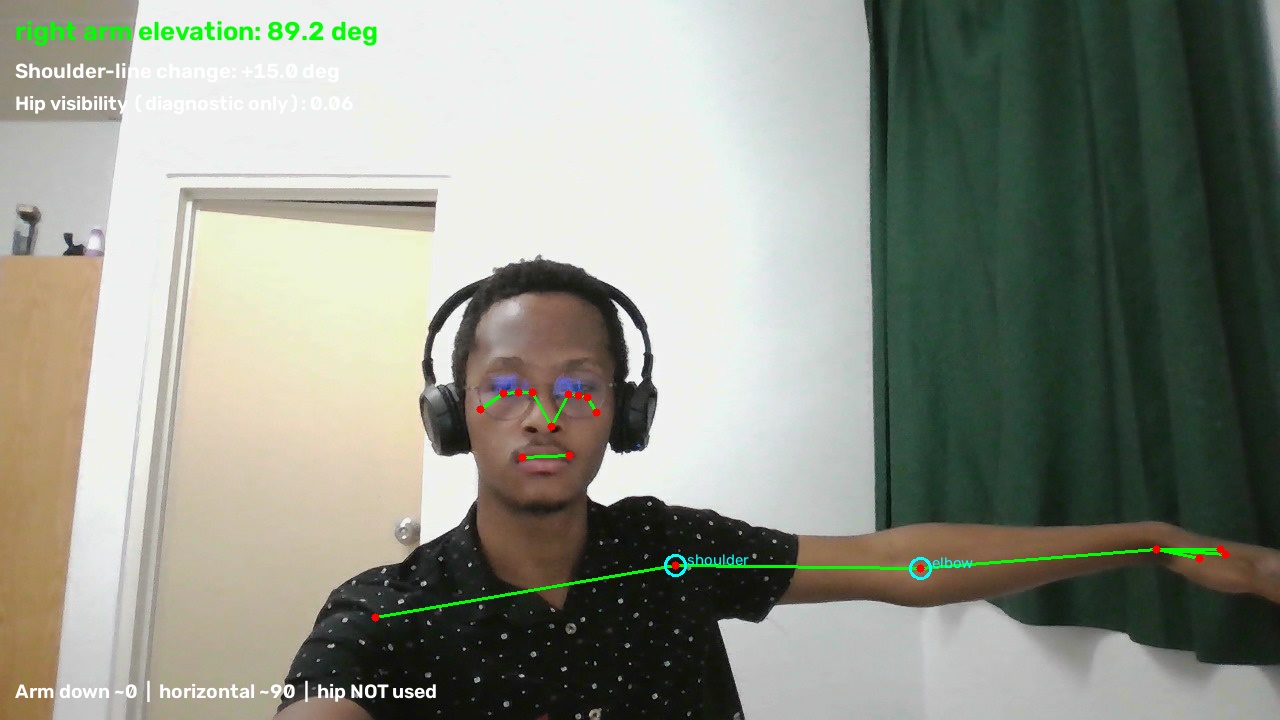 right arm elevation: 89.2 deg
Shoulder-line change: +15.0 deg
Hip visibility (diagnostic only): 0.06
shoulder
elbow
Arm down ~0 | horizontal ~90 | hip NOT used